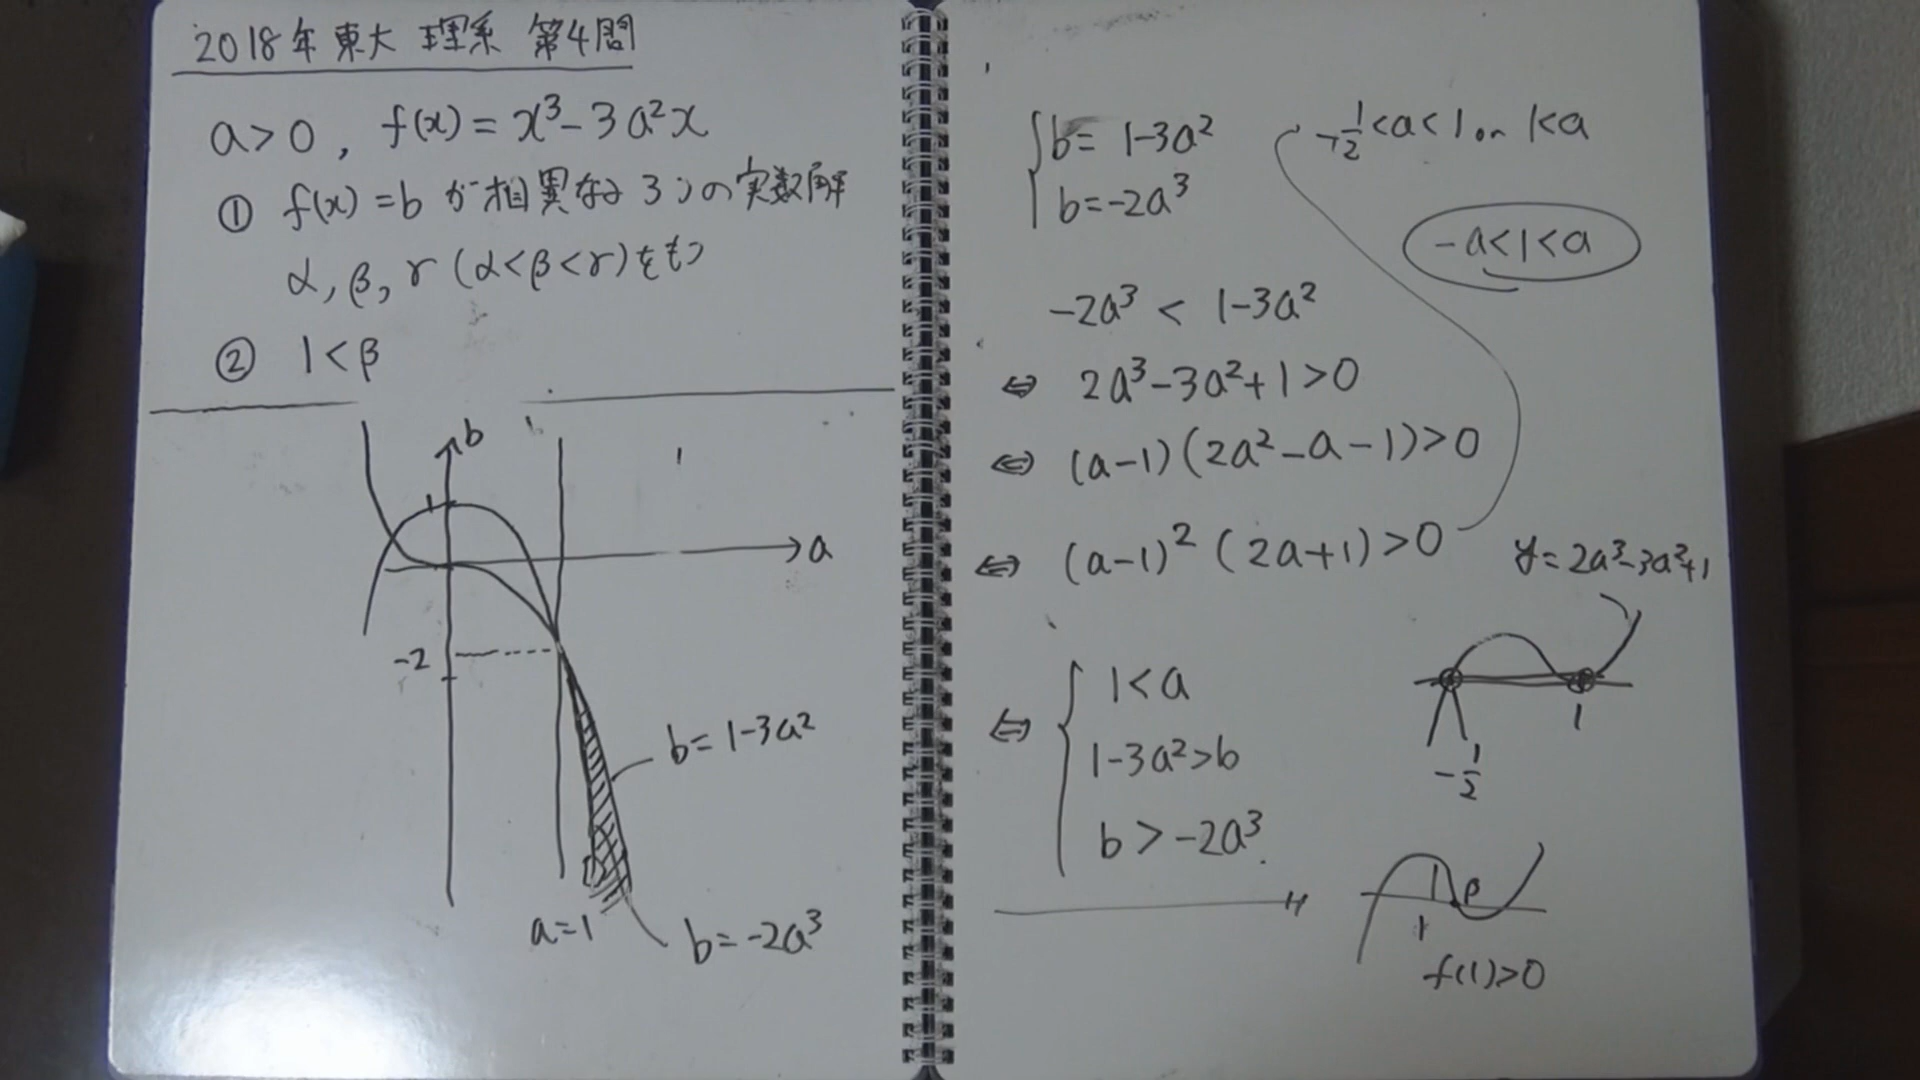 2018年 東大 理系 第4問
a>0, f(x)=x³-3a²x
① f(x)=b が相異なる3つの実数解
α, β, γ (α<β<γ)をもつ
② 1<β
b
1
a
-2
b=1-3a²
a=1
b=-2a³
b=1-3a²
b=-2a³
-1/2<a<1 or 1<a
-a<1<a
-2a³ < 1-3a²
⇔ 2a³-3a²+1>0
⇔ (a-1)(2a²-a-1)>0
⇔ (a-1)²(2a+1)>0
y=2a³-3a²+1
-1/2
1
⇔ 1<a
1-3a²>b
b>-2a³
β
1
f(1)>0